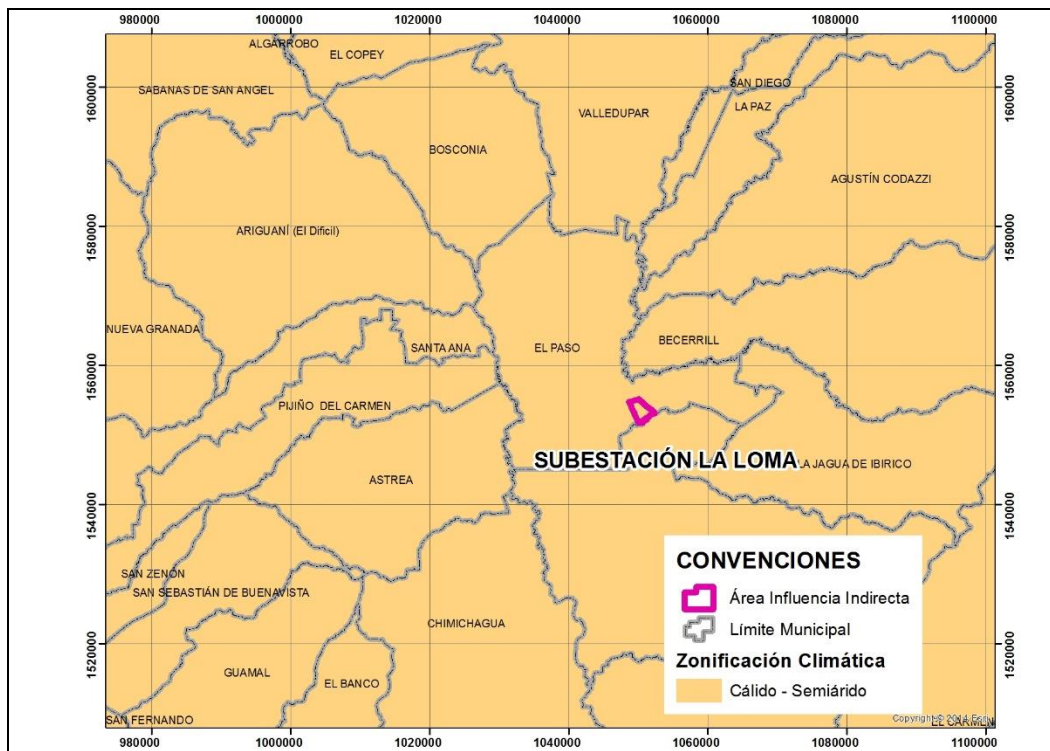 980000 1000000 1020000 1040000 1060000 1080000 1100000
ALGARROBO
EL COPEY
SAN DIEGO
1600000
SABANAS DE SAN ANGEL
VALLEDUPAR
LA PAZ
1600000
BOSCONIA
AGUSTÍN CODAZZI
1580000
ARIGUANÍ (El Dificil)
1580000
NUEVA GRANADA
SANTA ANA
EL PASO
BECERRILL
1560000
1560000
PIJIÑO DEL CARMEN
SUBESTACIÓN LA LOMA
LA JAGUA DE IBIRICO
ASTREA
1540000
1540000
SAN ZENÓN
SAN SEBASTIÁN DE BUENAVISTA
CHIMICHAGUA
1520000
1520000
GUAMAL
EL BANCO
SAN FERNANDO
EL CARMEN
CONVENCIONES
Área Influencia Indirecta
Límite Municipal
Zonificación Climática
Cálido - Semiárido
Copyright:© 2014 Esri
980000 1000000 1020000 1040000 1060000 1080000 1100000